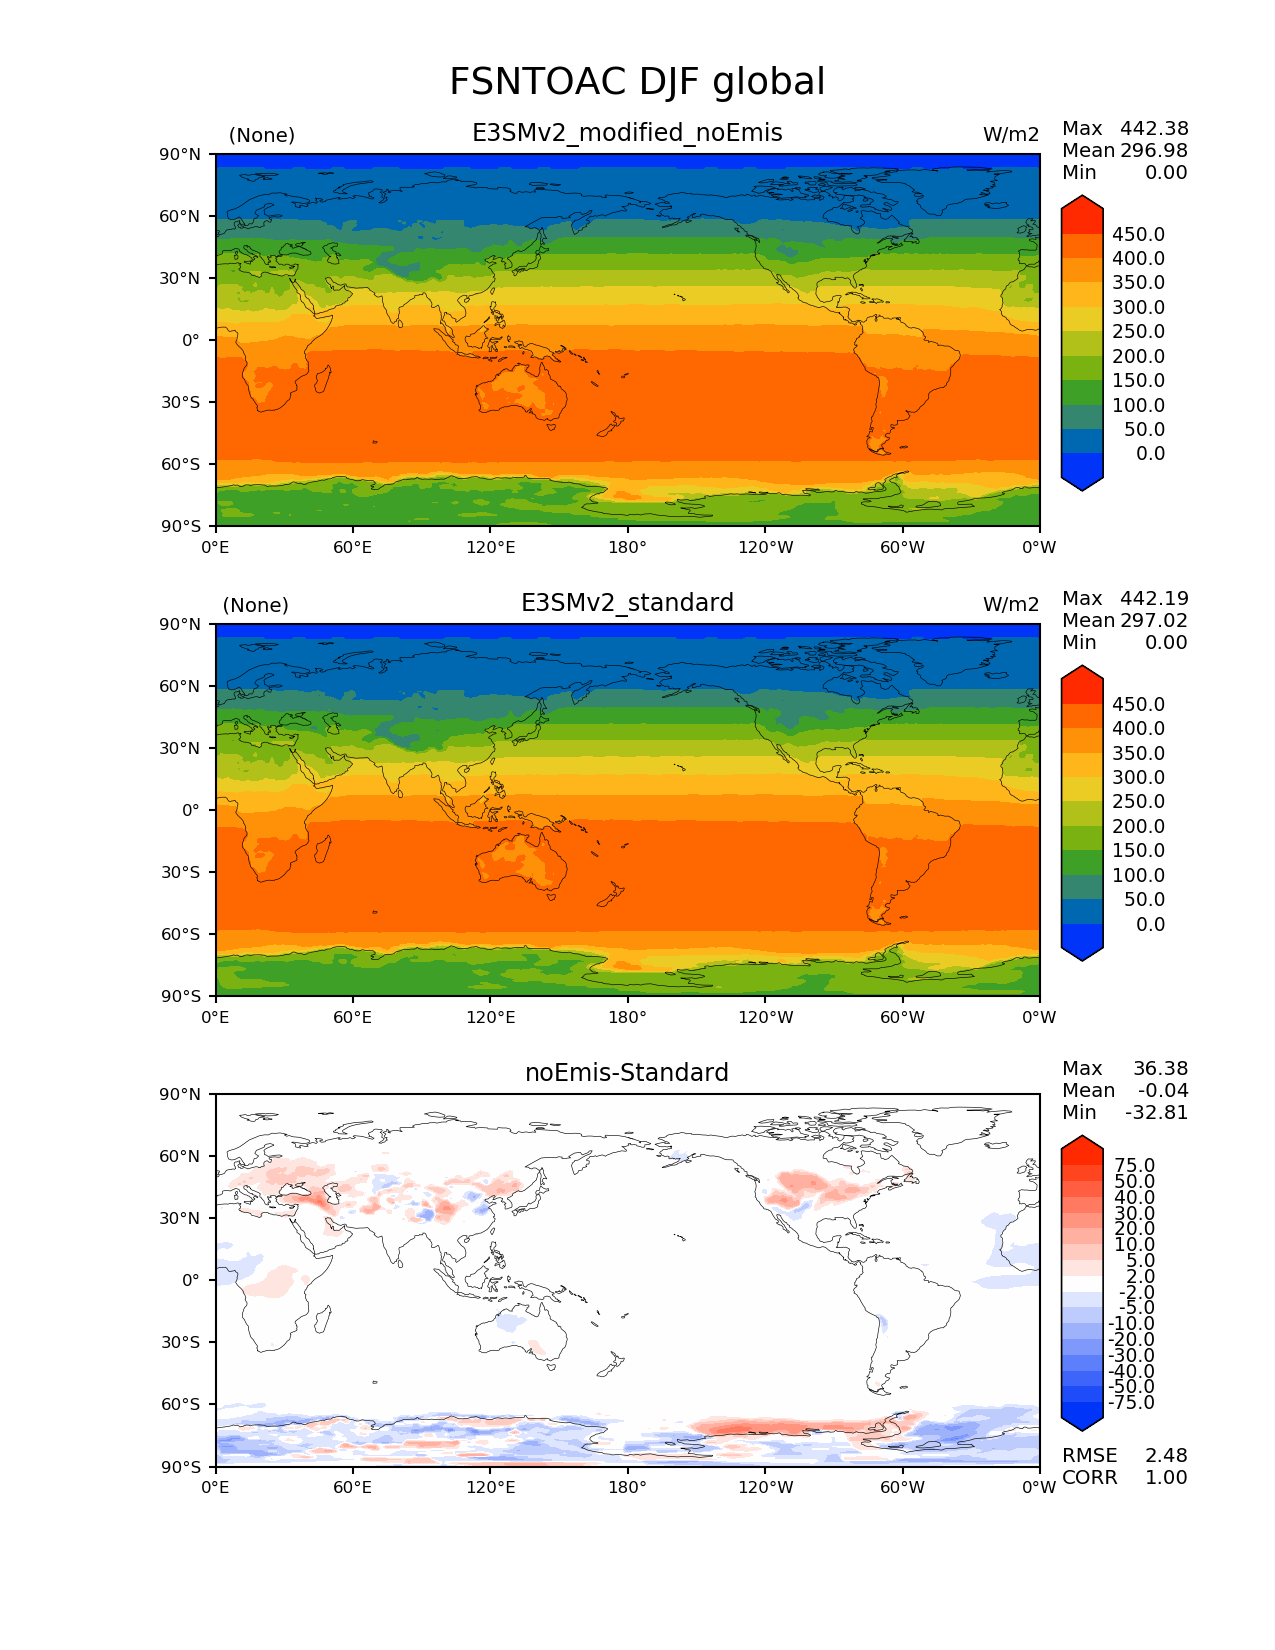 FSNTOAC DJF global
(None) E3SMv2_modified_noEmis W/m2
Max 442.38
Mean 296.98
Min 0.00
90°N
60°N
30°N
0°
30°S
60°S
90°S
0°E 60°E 120°E 180° 120°W 60°W 0°W
450.0
400.0
350.0
300.0
250.0
200.0
150.0
100.0
50.0
0.0
(None) E3SMv2_standard W/m2
Max 442.19
Mean 297.02
Min 0.00
90°N
60°N
30°N
0°
30°S
60°S
90°S
0°E 60°E 120°E 180° 120°W 60°W 0°W
450.0
400.0
350.0
300.0
250.0
200.0
150.0
100.0
50.0
0.0
noEmis-Standard
Max 36.38
Mean -0.04
Min -32.81
90°N
60°N
30°N
0°
30°S
60°S
90°S
0°E 60°E 120°E 180° 120°W 60°W 0°W
75.0
50.0
40.0
30.0
20.0
10.0
5.0
2.0
-2.0
-5.0
-10.0
-20.0
-30.0
-40.0
-50.0
-75.0
RMSE 2.48
CORR 1.00